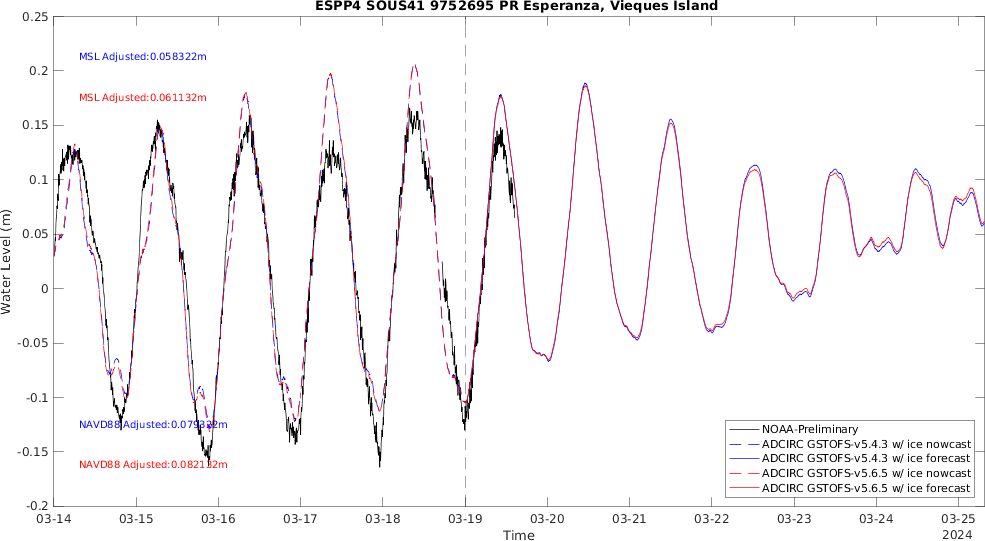 ESPP4 SOUS41 9752695 PR Esperanza, Vieques Island
0.25
0.2
0.15
0.1
0.05
0
-0.05
-0.1
-0.15
-0.2
Water Level (m)
MSL Adjusted:0.058322m
MSL Adjusted:0.061132m
NAVD88 Adjusted:0.079322m
NAVD88 Adjusted:0.082132m
NOAA-Preliminary
ADCIRC GSTOFS-v5.4.3 w/ ice nowcast
ADCIRC GSTOFS-v5.4.3 w/ ice forecast
ADCIRC GSTOFS-v5.6.5 w/ ice nowcast
ADCIRC GSTOFS-v5.6.5 w/ ice forecast
03-14 03-15 03-16 03-17 03-18 03-19 03-20 03-21 03-22 03-23 03-24 03-25
Time
2024